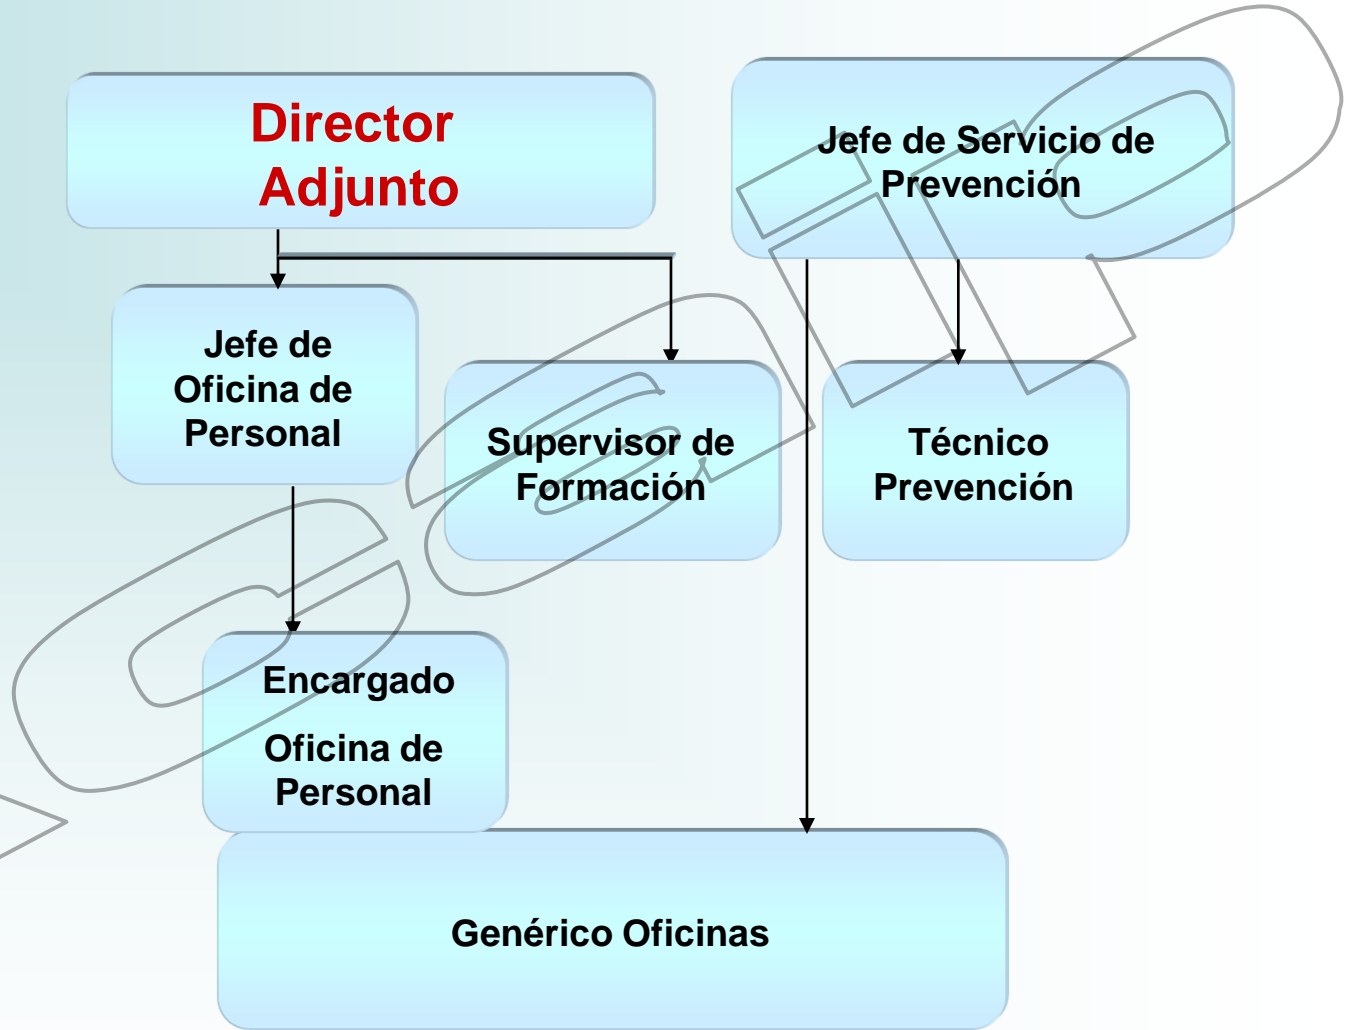 Director
Adjunto
Jefe de Servicio de
Prevención
Jefe de
Oficina de
Personal
Supervisor de
Formación
Técnico
Prevención
Encargado
Oficina de
Personal
Genérico Oficinas